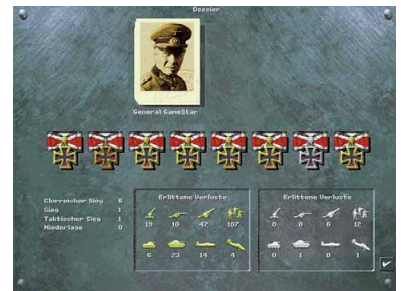 Dossier
General GameStar
Glorreicher Sieg 8
Sieg 1
Taktischer Sieg 1
Niederlage 0
Erlittene Verluste
19 10 42 107
6 23 14 4
Erlittene Verluste
0 0 6 12
0 1 0 1